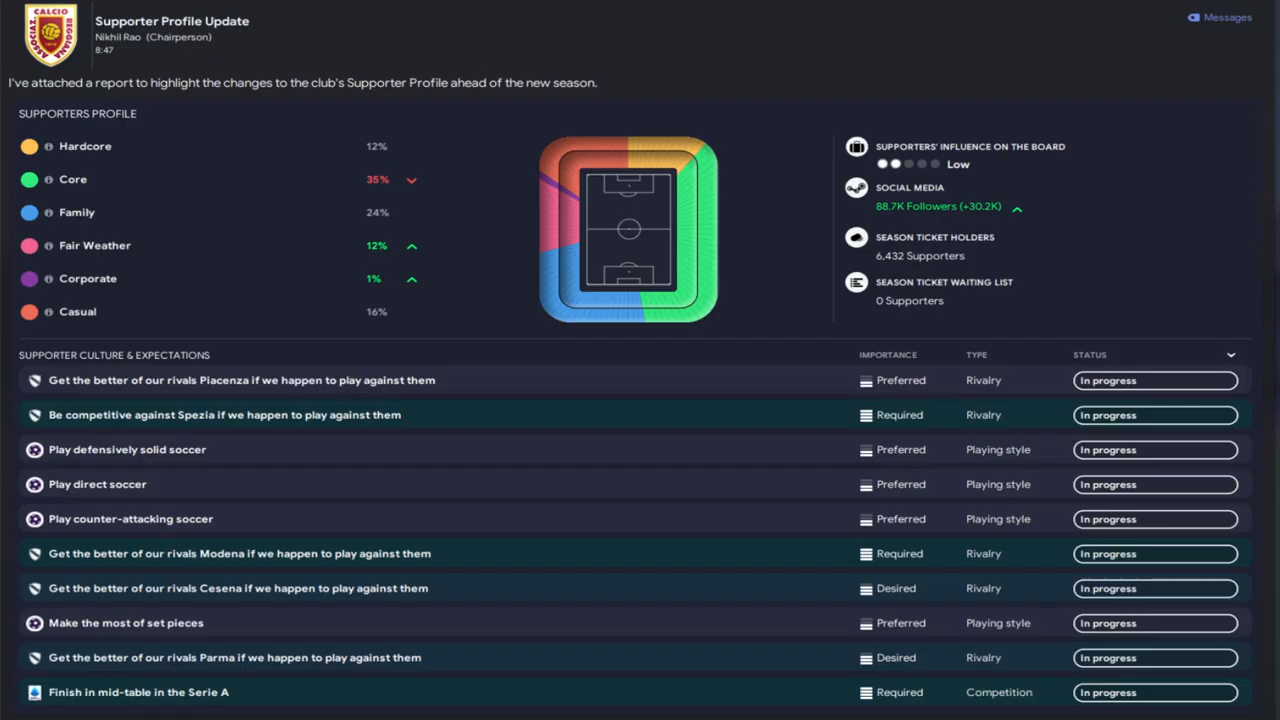 CALCIO
REGGIANA
ASSOCIAZ.
1919
Supporter Profile Update
Nikhil Rao (Chairperson)
8:47
Messages
I've attached a report to highlight the changes to the club's Supporter Profile ahead of the new season.
SUPPORTERS PROFILE
Hardcore 12%
Core 35%
Family 24%
Fair Weather 12%
Corporate 1%
Casual 16%
SUPPORTERS' INFLUENCE ON THE BOARD
Low
SOCIAL MEDIA
88.7K Followers (+30.2K)
SEASON TICKET HOLDERS
6,432 Supporters
SEASON TICKET WAITING LIST
0 Supporters
SUPPORTER CULTURE & EXPECTATIONS IMPORTANCE TYPE STATUS
Get the better of our rivals Piacenza if we happen to play against them Preferred Rivalry In progress
Be competitive against Spezia if we happen to play against them Required Rivalry In progress
Play defensively solid soccer Preferred Playing style In progress
Play direct soccer Preferred Playing style In progress
Play counter-attacking soccer Preferred Playing style In progress
Get the better of our rivals Modena if we happen to play against them Required Rivalry In progress
Get the better of our rivals Cesena if we happen to play against them Desired Rivalry In progress
Make the most of set pieces Preferred Playing style In progress
Get the better of our rivals Parma if we happen to play against them Desired Rivalry In progress
Finish in mid-table in the Serie A Required Competition In progress